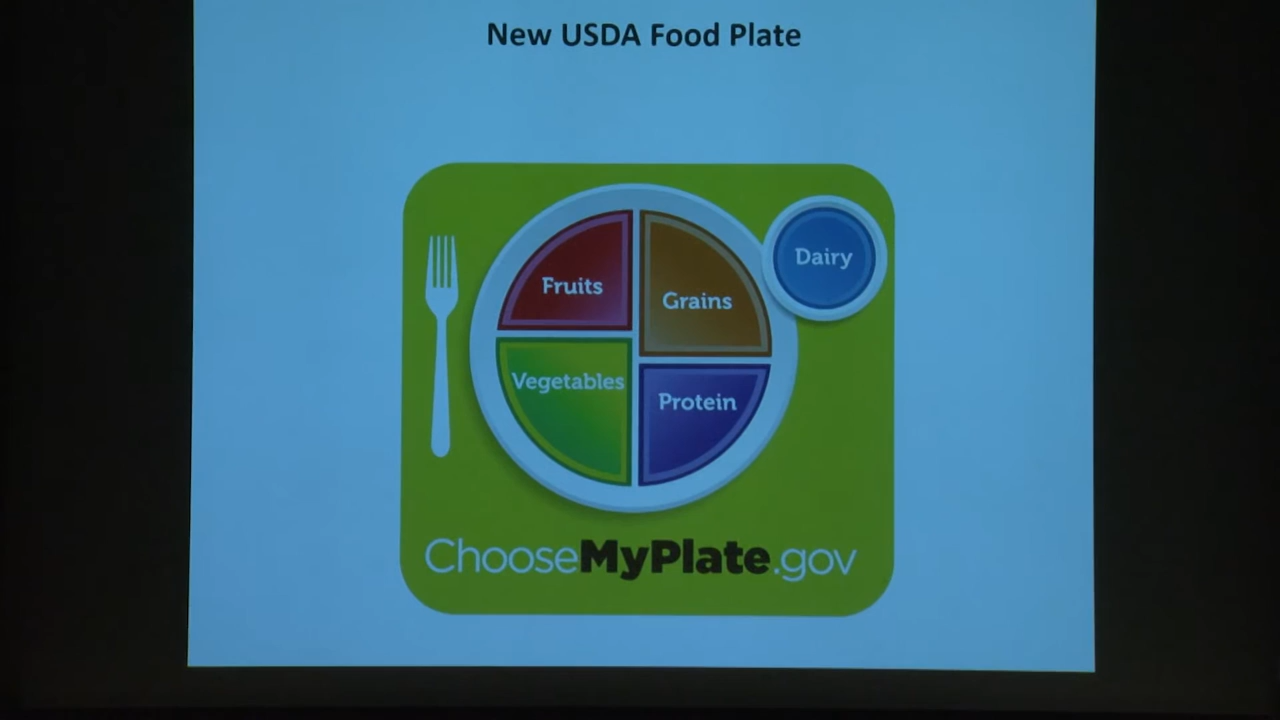 New USDA Food Plate
Dairy
Fruits
Grains
Vegetables
Protein
ChooseMyPlate.gov